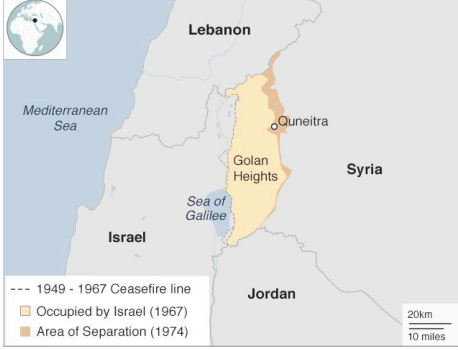 Lebanon
Mediterranean
Sea
Quneitra
Golan
Heights
Syria
Sea of
Galilee
Israel
Jordan
1949 - 1967 Ceasefire line
Occupied by Israel (1967)
Area of Separation (1974)
20km
10 miles